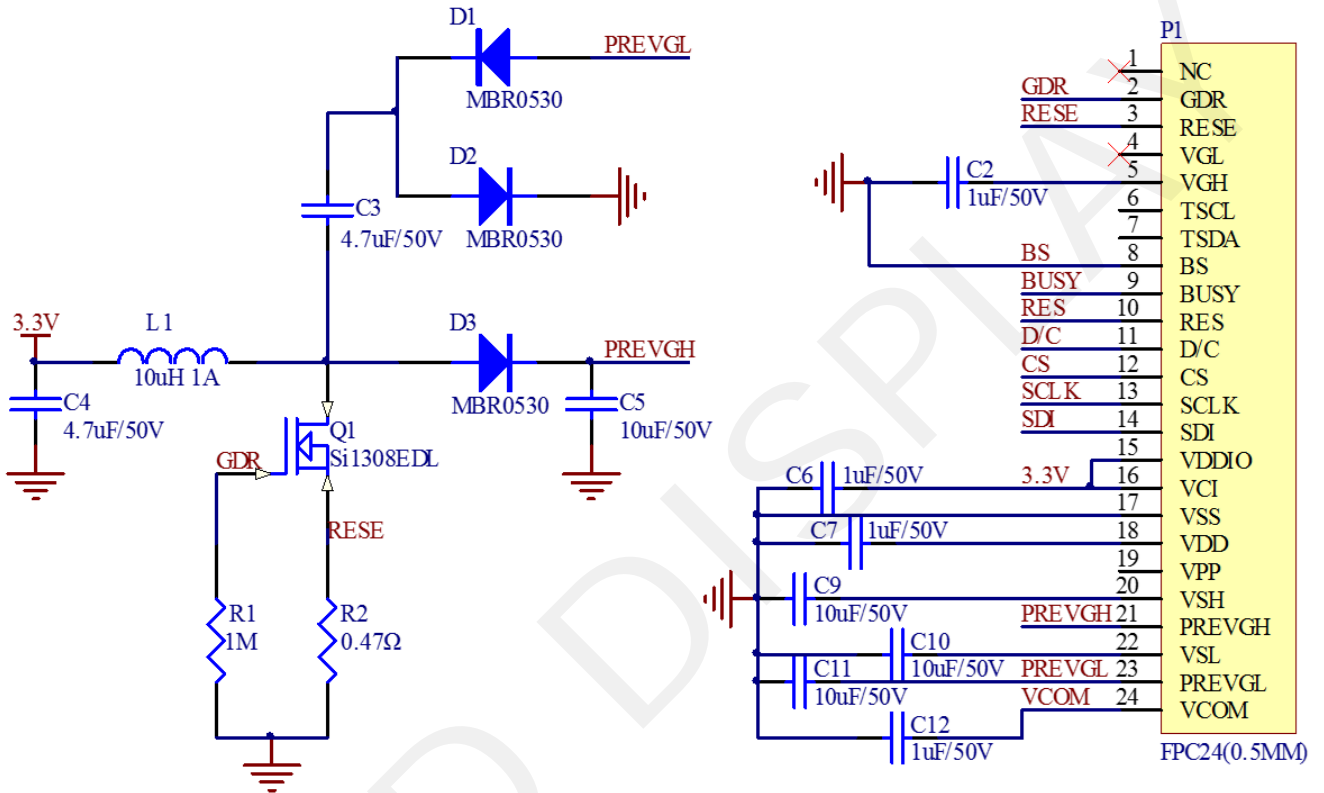 D1
PREVGL
MBR0530
D2
MBR0530
C3
4.7uF/50V
3.3V
L1
10uH 1A
D3
PREVGH
MBR0530
C4
4.7uF/50V
C5
10uF/50V
Q1
Si1308EDL
GDR
RESE
R1
1M
R2
0.47Ω
P1
1 NC
GDR 2 GDR
RESE 3 RESE
4 VGL
C2
1uF/50V
5 VGH
6 TSCL
7 TSDA
BS 8 BS
BUSY 9 BUSY
RES 10 RES
D/C 11 D/C
CS 12 CS
SCLK 13 SCLK
SDI 14 SDI
15 VDDIO
C6 1uF/50V 3.3V 16 VCI
17 VSS
C7 1uF/50V 18 VDD
19 VPP
C9
10uF/50V
20 VSH
PREVGH 21 PREVGH
C10
10uF/50V
22 VSL
C11
10uF/50V
PREVGL 23 PREVGL
VCOM 24 VCOM
C12
1uF/50V
FPC24(0.5MM)
D DISPLAY